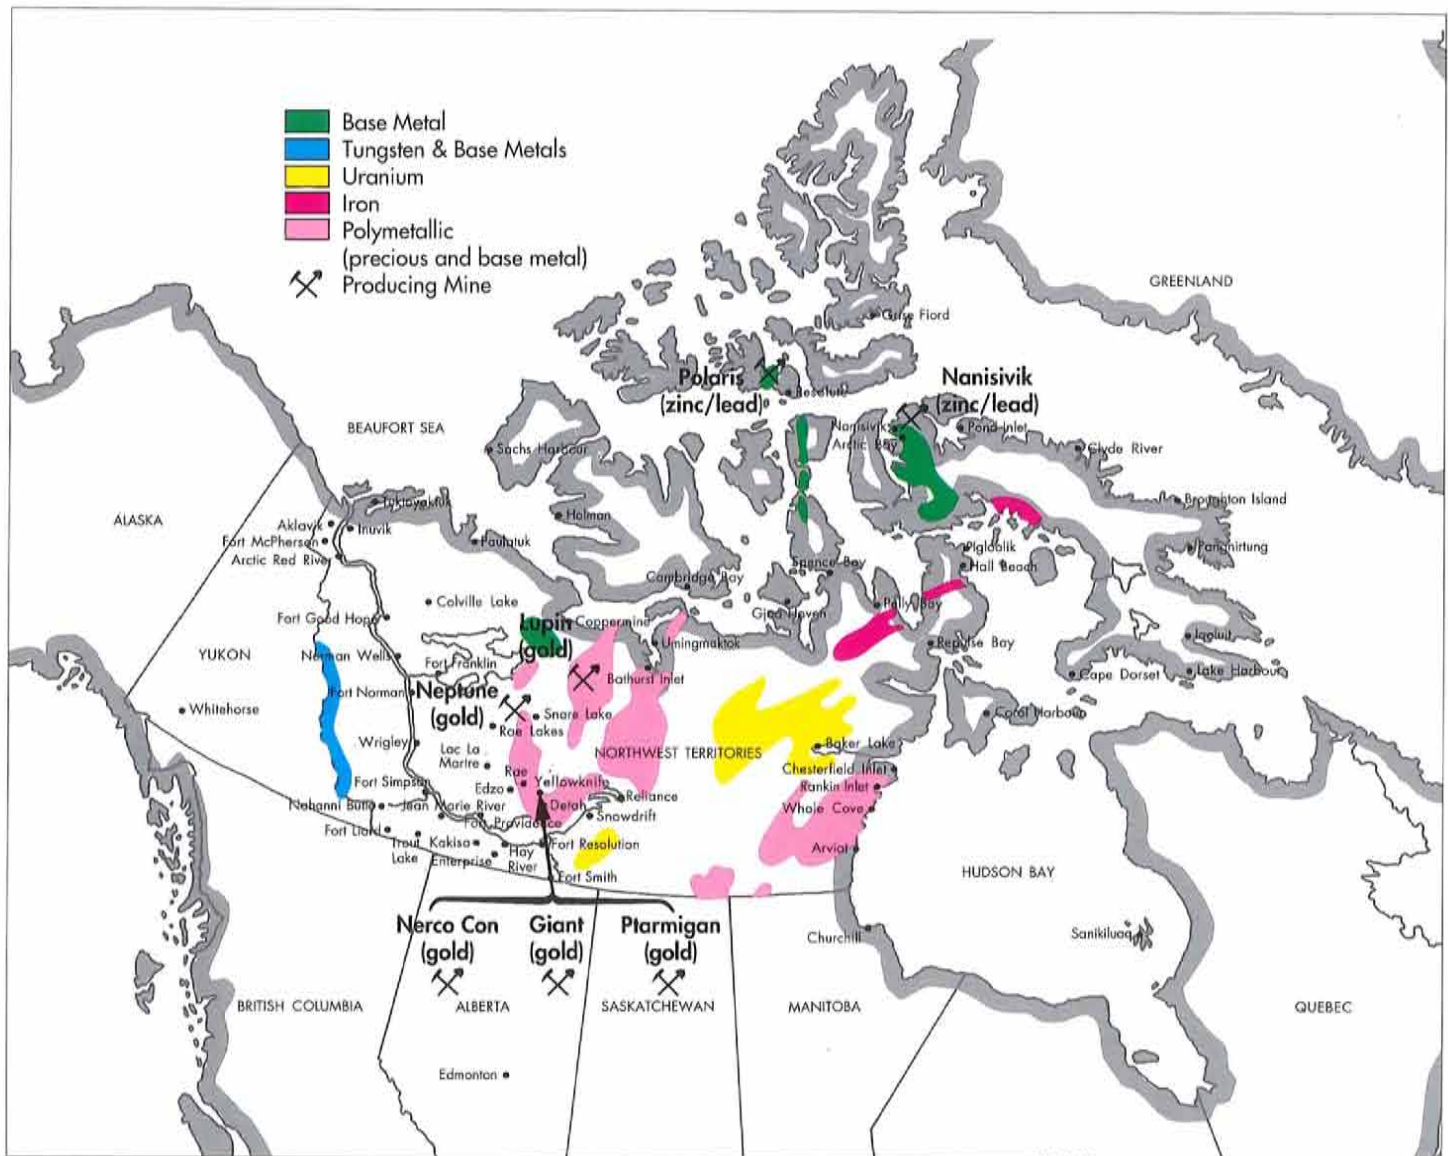 Base Metal
Tungsten & Base Metals
Uranium
Iron
Polymetallic
(precious and base metal)
Producing Mine
GREENLAND
Grise Fiord
Polaris
(zinc/lead)
Resolute
Nanisivik
(zinc/lead)
BEAUFORT SEA
Nanisivik
Arctic Bay
Pond Inlet
Sachs Harbour
Clyde River
ALASKA
Tuktoyaktuk
Holman
Broughton Island
Aklavik
Inuvik
Fort McPherson
Arctic Red River
Paulatuk
Igloolik
Pangnirtung
Hall Beach
Spence Bay
Cambridge Bay
Colville Lake
Gjoa Haven
Pelly Bay
Fort Good Hope
Lupin
(gold)
Coppermine
Umingmaktok
Repulse Bay
Iqaluit
YUKON
Norman Wells
Fort Franklin
Bathurst Inlet
Cape Dorset
Lake Harbour
Fort Norman
Neptune
(gold)
Whitehorse
Snare Lake
Rae Lakes
Coral Harbour
Wrigley
Lac La
Martre
NORTHWEST TERRITORIES
Baker Lake
Chesterfield Inlet
Rankin Inlet
Fort Simpson
Rae
Edzo
Yellowknife
Reliance
Nahanni Butte
Jean Marie River
Detah
Snowdrift
Whale Cove
Fort Liard
Fort Providence
Trout
Lake
Kakisa
Enterprise
Hay
River
Fort Resolution
Arviat
Fort Smith
HUDSON BAY
Nerco Con
(gold)
Giant
(gold)
Ptarmigan
(gold)
Churchill
Sanikiluaq
BRITISH COLUMBIA
ALBERTA
SASKATCHEWAN
MANITOBA
QUEBEC
Edmonton